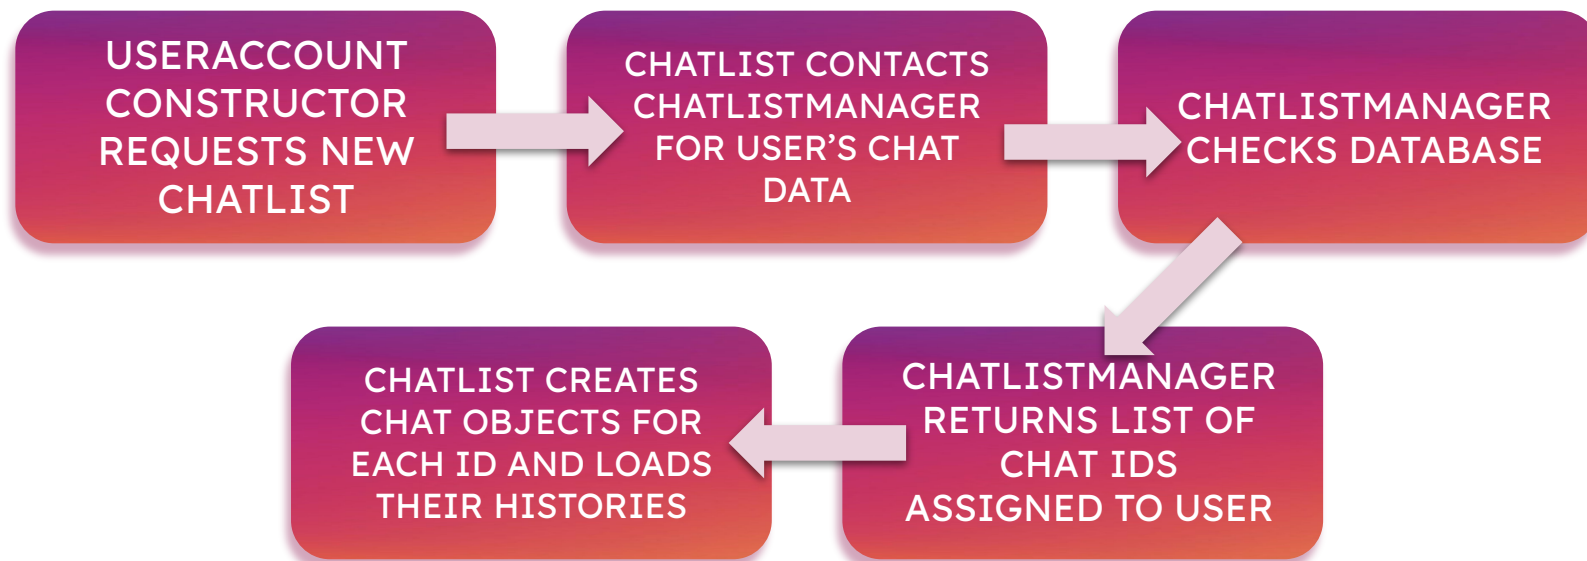 USERACCOUNT
CONSTRUCTOR
REQUESTS NEW
CHATLIST
CHATLIST CONTACTS
CHATLISTMANAGER
FOR USER’S CHAT
DATA
CHATLISTMANAGER
CHECKS DATABASE
CHATLISTMANAGER
RETURNS LIST OF
CHAT IDS
ASSIGNED TO USER
CHATLIST CREATES
CHAT OBJECTS FOR
EACH ID AND LOADS
THEIR HISTORIES